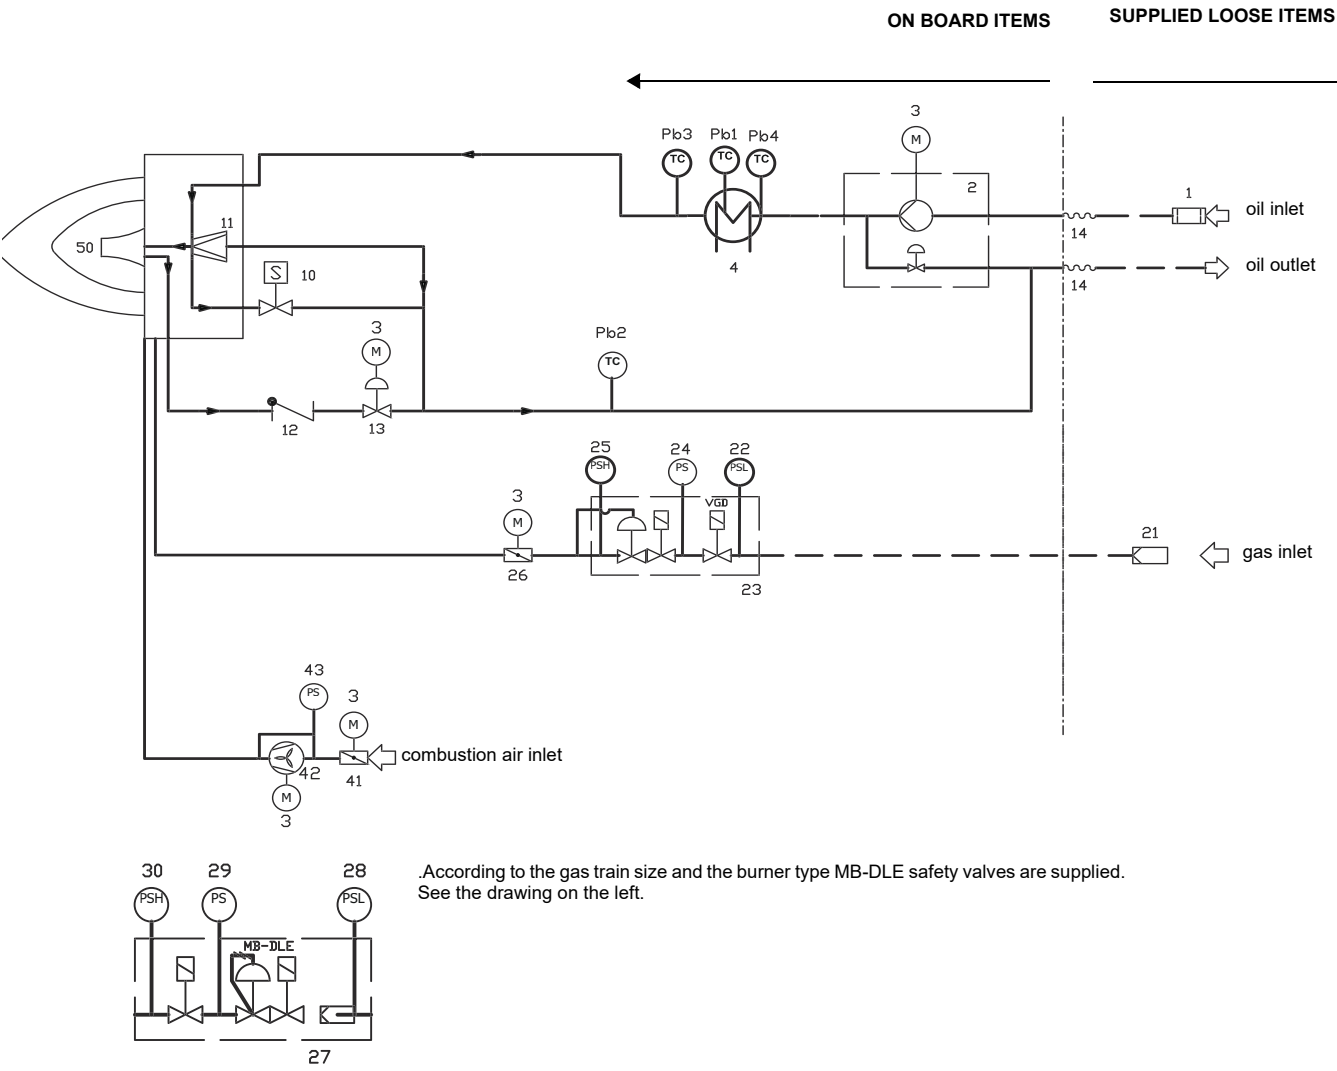 ON BOARD ITEMS
SUPPLIED LOOSE ITEMS
3
M
Pb3
Pb1
Pb4
TC
TC
TC
2
1
oil inlet
14
4
oil outlet
14
11
50
S
10
3
M
12
13
Pb2
TC
25
24
22
PSH
PS
PSL
VGD
3
M
26
23
21
gas inlet
43
PS
3
M
combustion air inlet
42
41
M
3
30
29
28
PSH
PS
PSL
MB-DLE
27
.According to the gas train size and the burner type MB-DLE safety valves are supplied.
See the drawing on the left.